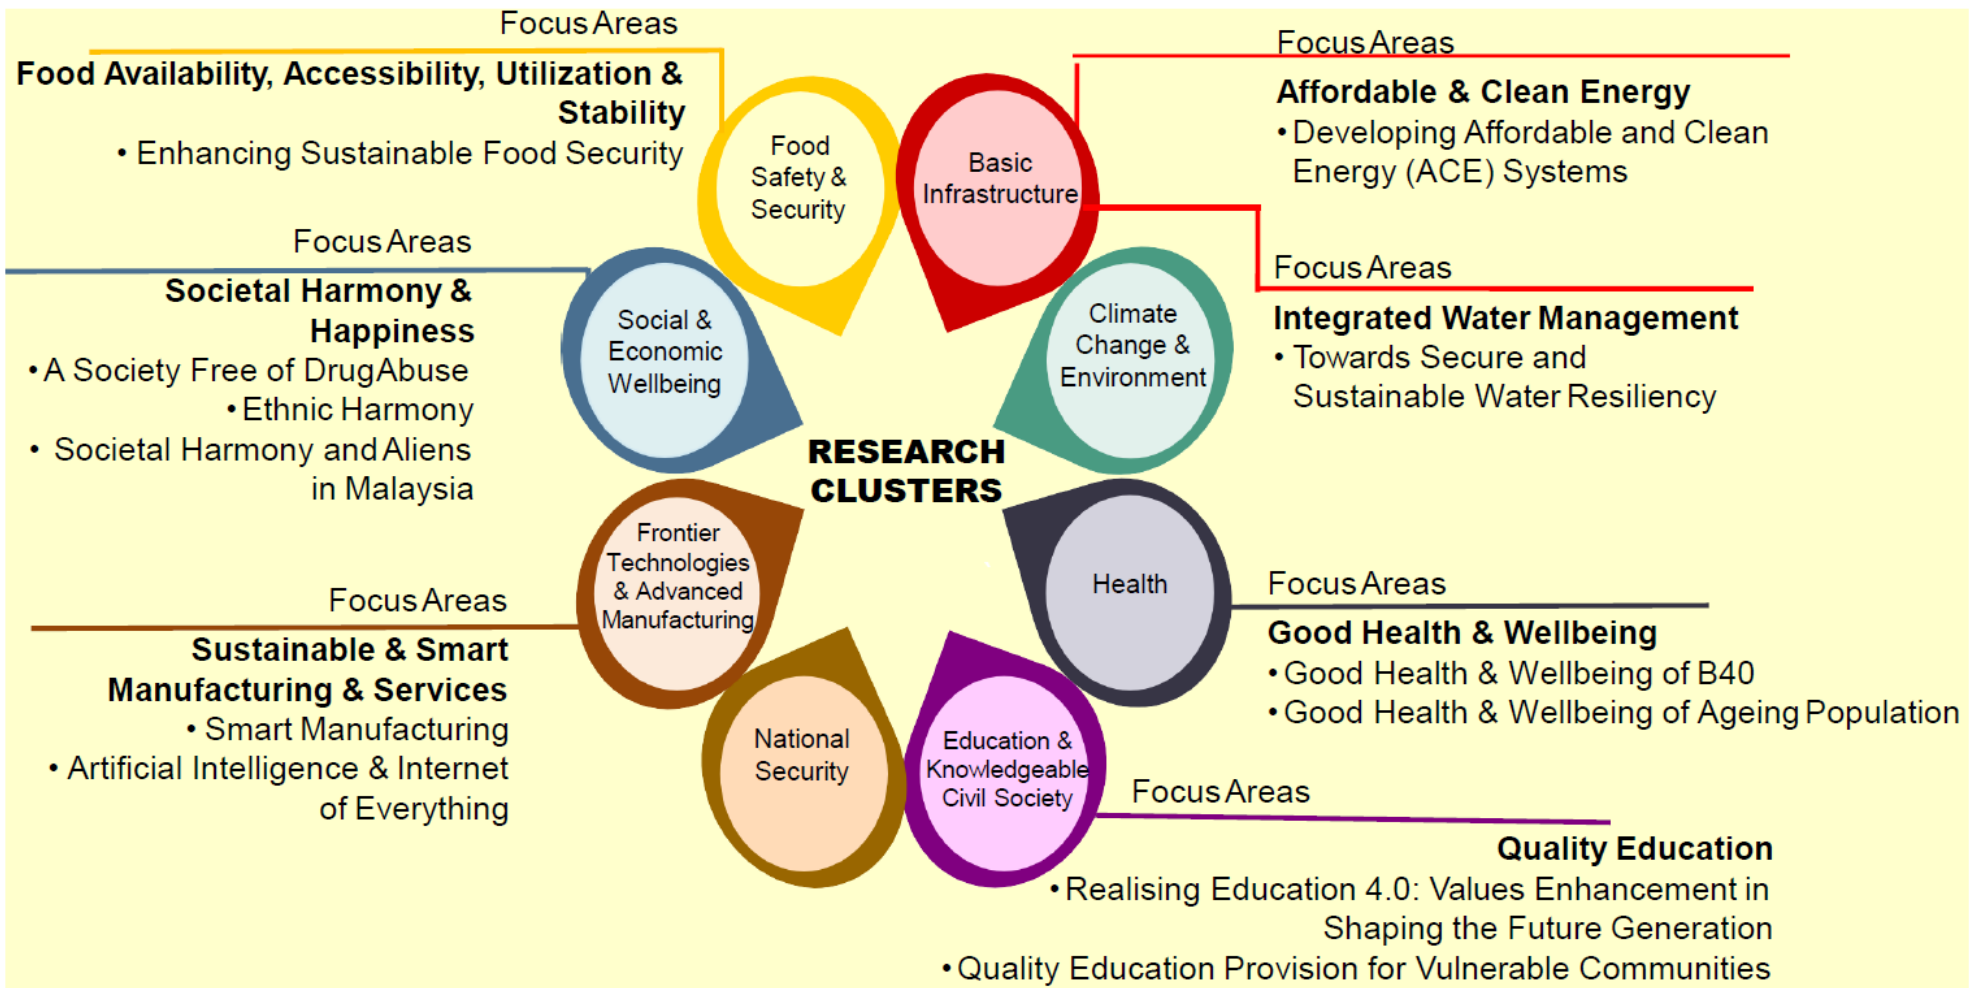 Focus Areas
Food Availability, Accessibility, Utilization &
Stability
• Enhancing Sustainable Food Security
Food
Safety &
Security
Basic
Infrastructure
Focus Areas
Affordable & Clean Energy
• Developing Affordable and Clean
Energy (ACE) Systems
Focus Areas
Integrated Water Management
• Towards Secure and
Sustainable Water Resiliency
Focus Areas
Societal Harmony &
Happiness
• A Society Free of Drug Abuse
• Ethnic Harmony
• Societal Harmony and Aliens
in Malaysia
Social &
Economic
Wellbeing
Climate
Change &
Environment
RESEARCH
CLUSTERS
Frontier
Technologies
& Advanced
Manufacturing
Health
Focus Areas
Sustainable & Smart
Manufacturing & Services
• Smart Manufacturing
• Artificial Intelligence & Internet
of Everything
Focus Areas
Good Health & Wellbeing
• Good Health & Wellbeing of B40
• Good Health & Wellbeing of Ageing Population
National
Security
Education &
Knowledgeable
Civil Society
Focus Areas
Quality Education
• Realising Education 4.0: Values Enhancement in
Shaping the Future Generation
• Quality Education Provision for Vulnerable Communities